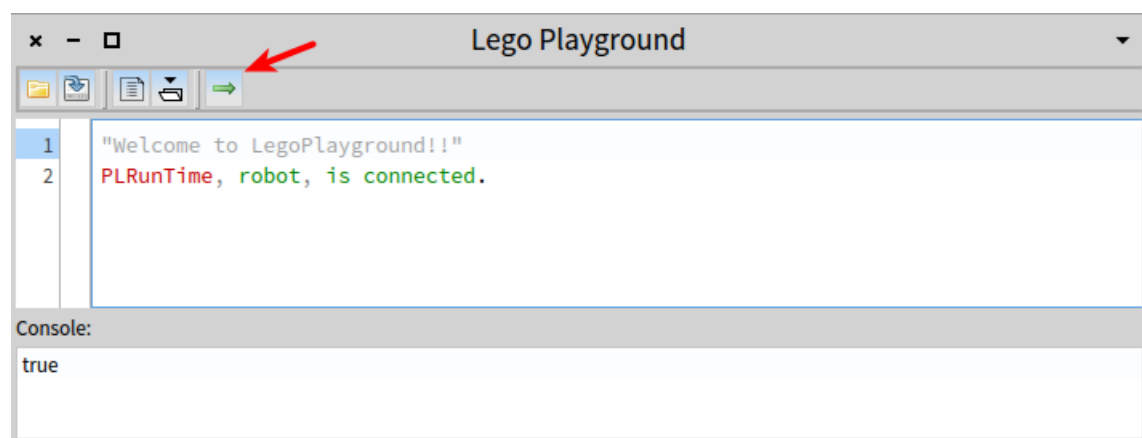 Lego Playground
1 "Welcome to LegoPlayground!!"
2 PLRunTime, robot, is connected.
Console:
true